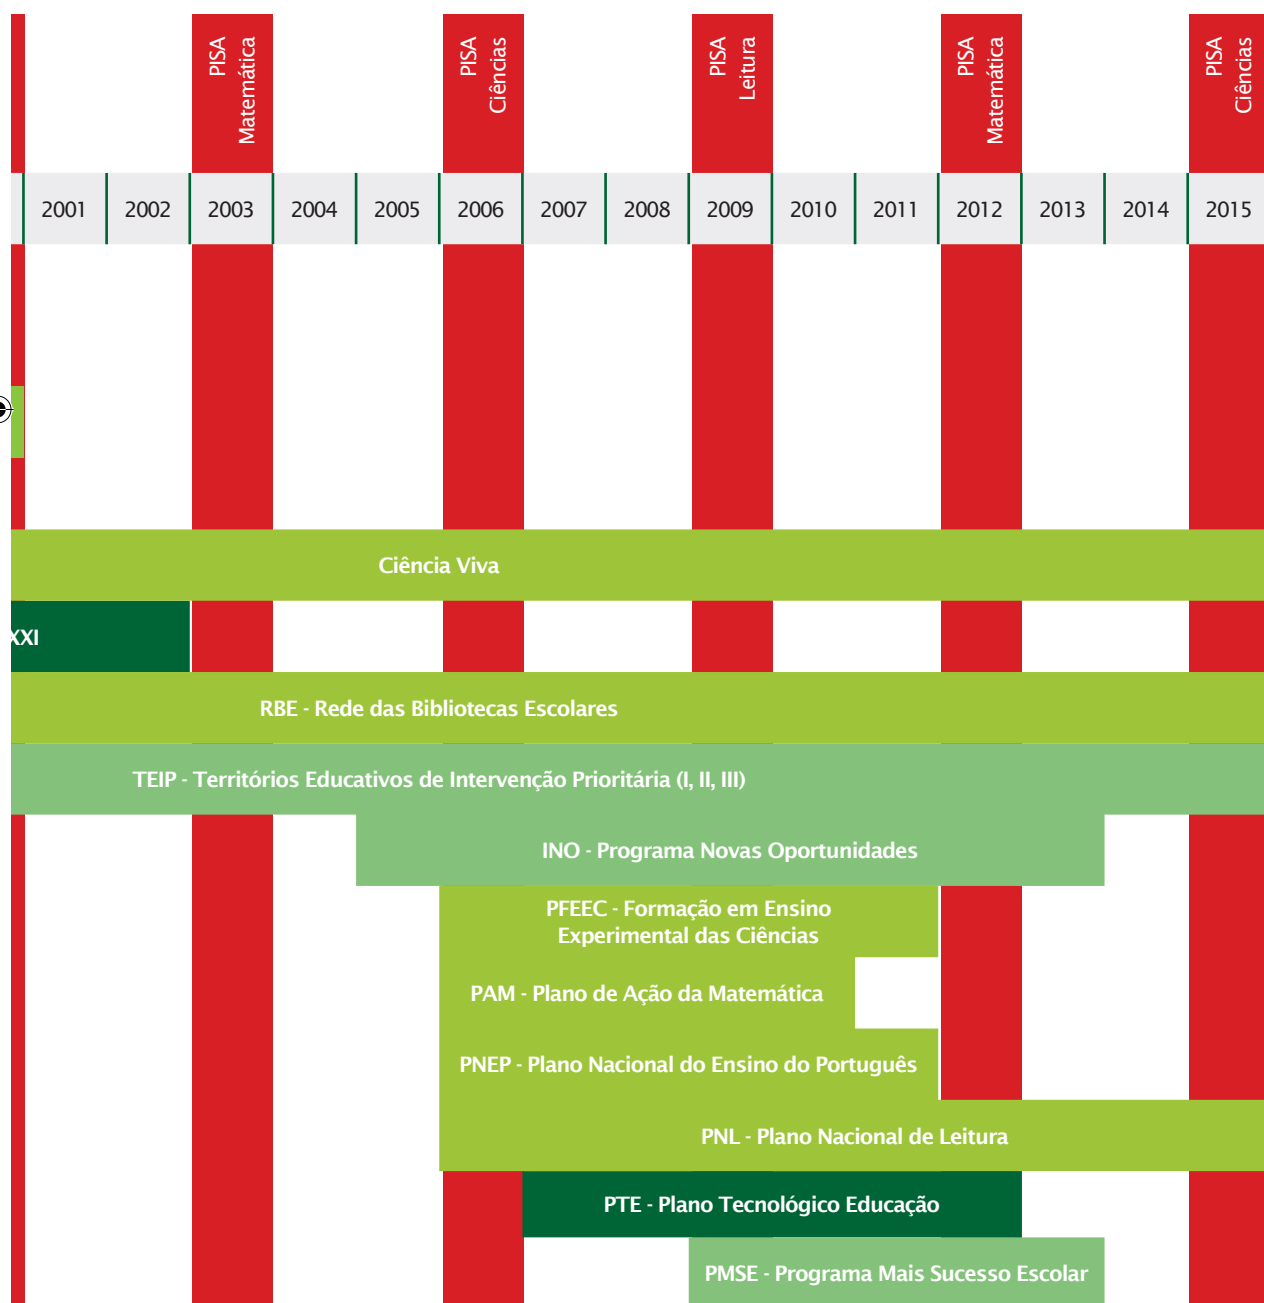 PISA
Matemática
PISA
Ciências
PISA
Leitura
PISA
Matemática
PISA
Ciências
2001 2002 2003 2004 2005 2006 2007 2008 2009 2010 2011 2012 2013 2014 2015
Ciência Viva
XXI
RBE - Rede das Bibliotecas Escolares
TEIP - Territórios Educativos de Intervenção Prioritária (I, II, III)
INO - Programa Novas Oportunidades
PFEEC - Formação em Ensino
Experimental das Ciências
PAM - Plano de Ação da Matemática
PNEP - Plano Nacional do Ensino do Português
PNL - Plano Nacional de Leitura
PTE - Plano Tecnológico Educação
PMSE - Programa Mais Sucesso Escolar